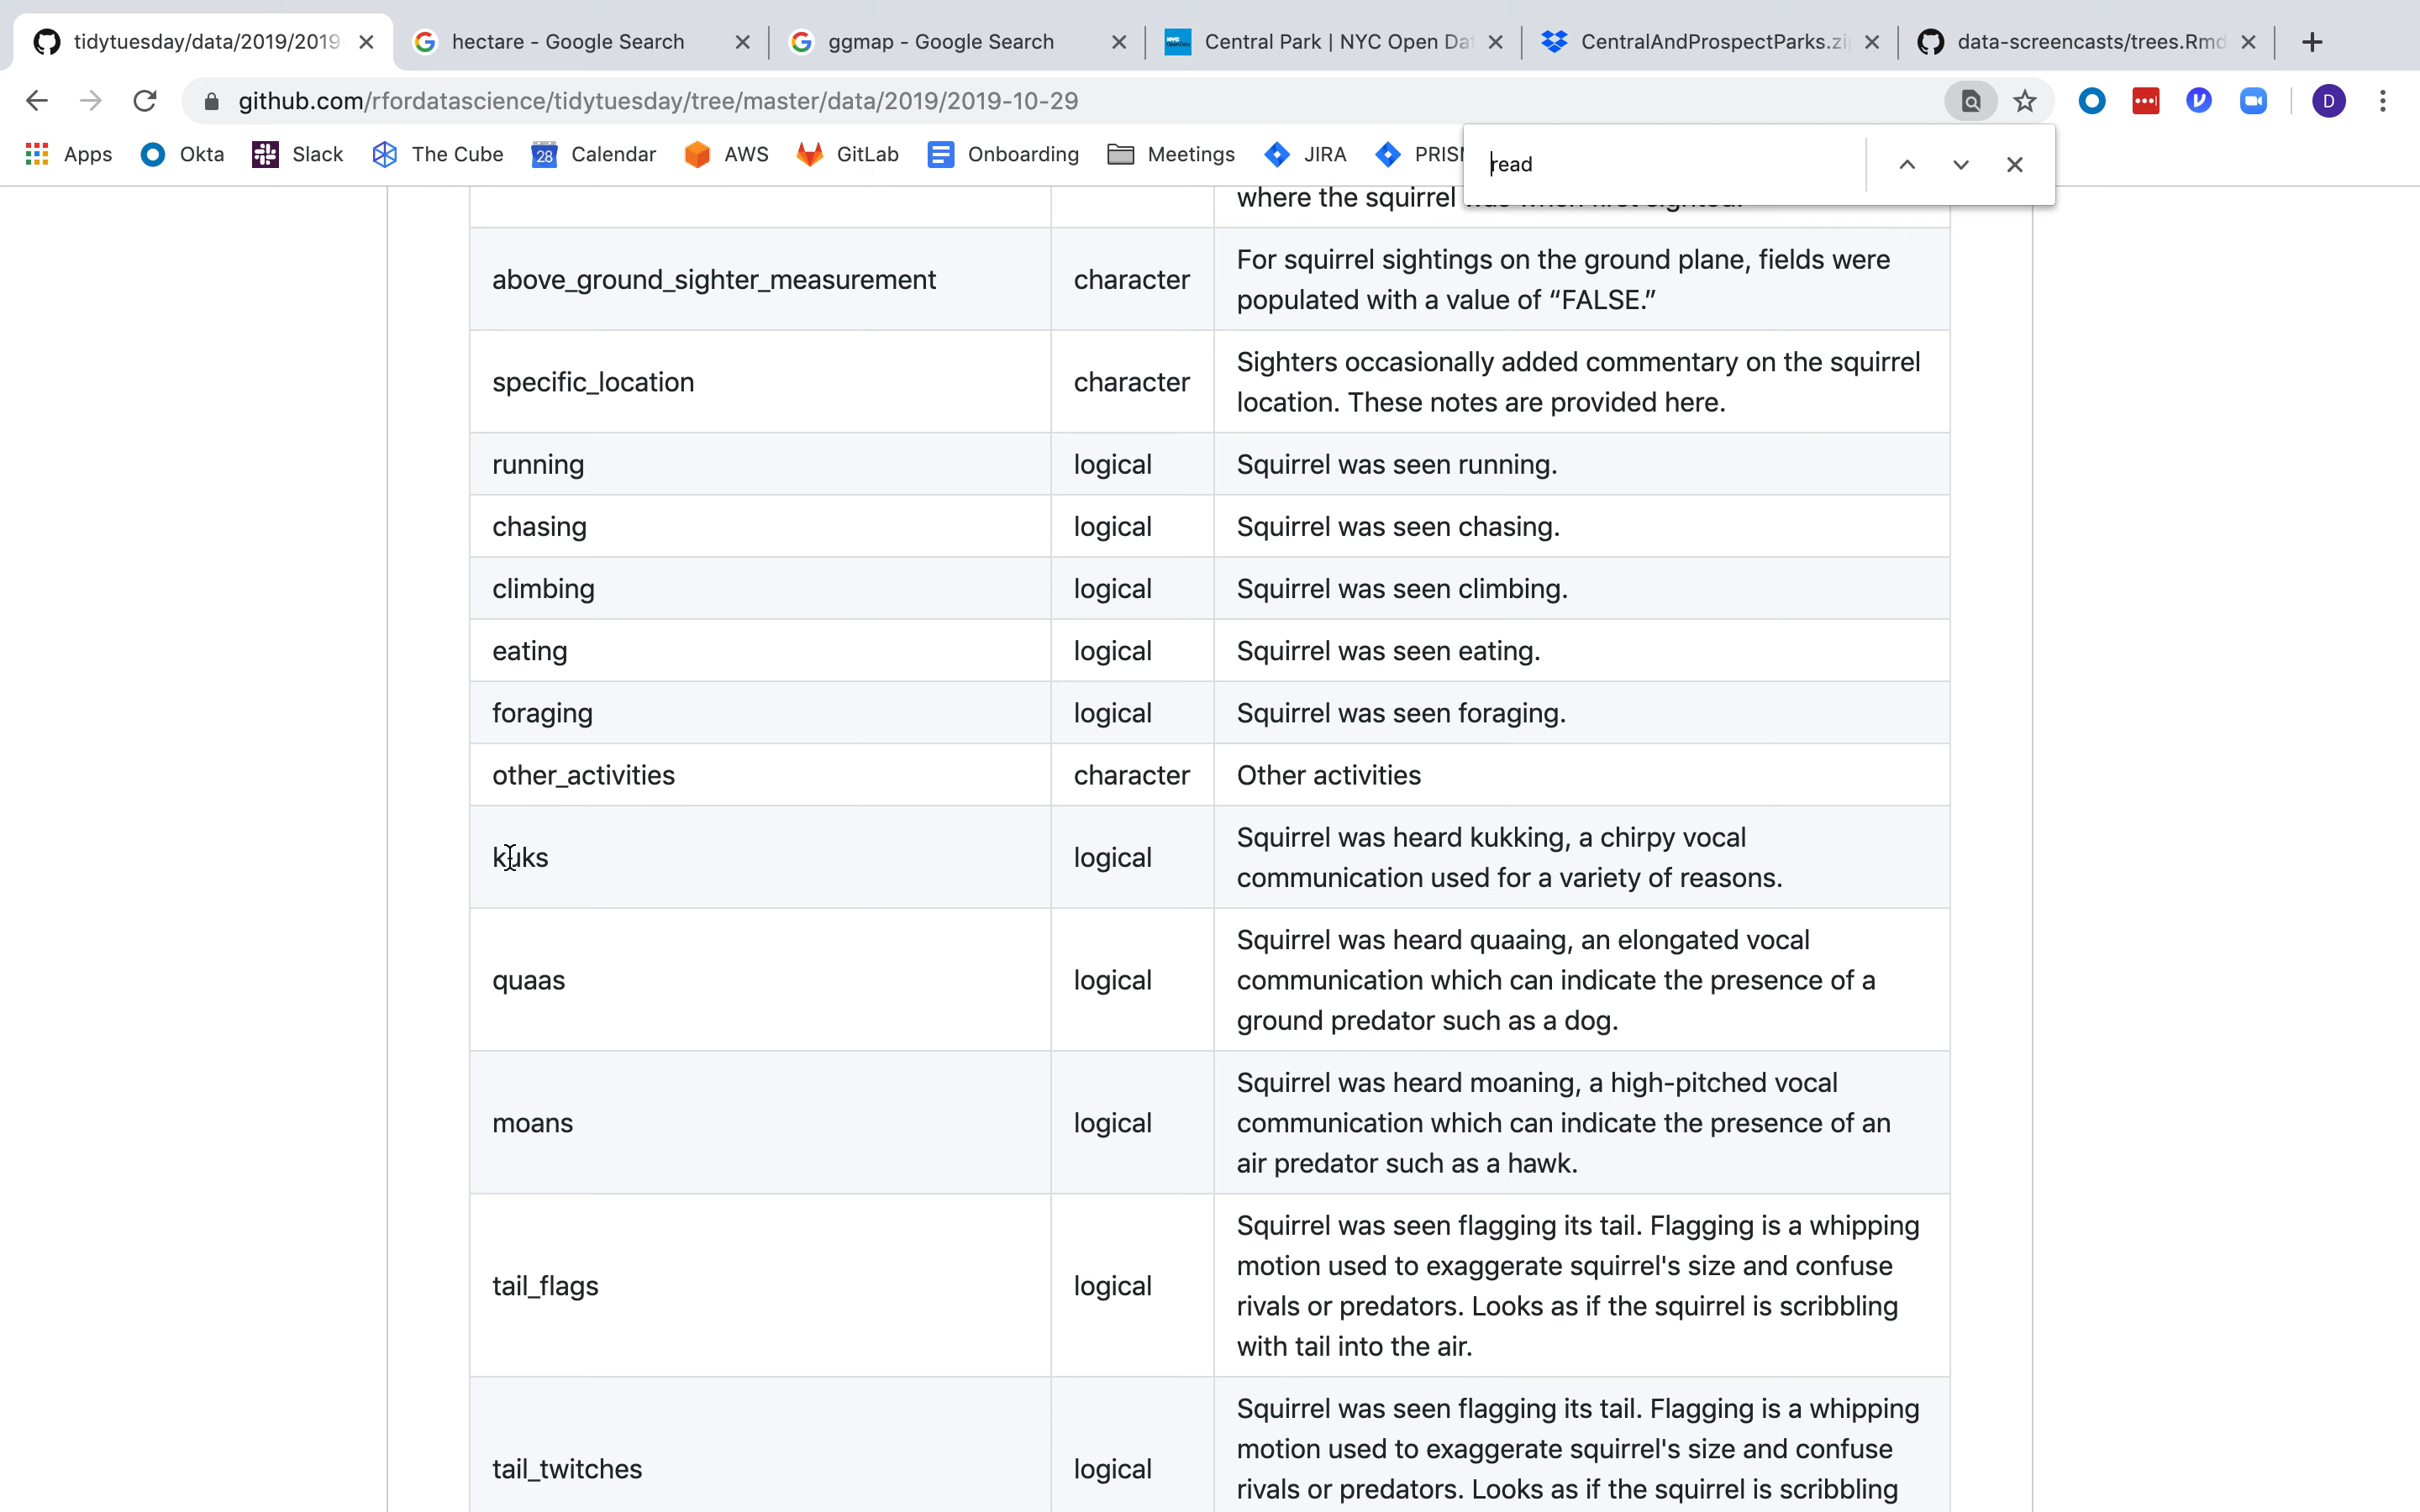 tidytuesday/data/2019/2019
hectare - Google Search
ggmap - Google Search
Central Park | NYC Open Dat
CentralAndProspectParks.zi
data-screencasts/trees.Rmd
github.com/rfordatascience/tidytuesday/tree/master/data/2019/2019-10-29
D
Apps
Okta
Slack
The Cube
28 Calendar
AWS
GitLab
Onboarding
Meetings
JIRA
PRISM
read
where the squirrel was when first sighted.
above_ground_sighter_measurement
character
For squirrel sightings on the ground plane, fields were
populated with a value of “FALSE.”
specific_location
character
Sighters occasionally added commentary on the squirrel
location. These notes are provided here.
running
logical
Squirrel was seen running.
chasing
logical
Squirrel was seen chasing.
climbing
logical
Squirrel was seen climbing.
eating
logical
Squirrel was seen eating.
foraging
logical
Squirrel was seen foraging.
other_activities
character
Other activities
kuks
logical
Squirrel was heard kukking, a chirpy vocal
communication used for a variety of reasons.
quaas
logical
Squirrel was heard quaaing, an elongated vocal
communication which can indicate the presence of a
ground predator such as a dog.
moans
logical
Squirrel was heard moaning, a high-pitched vocal
communication which can indicate the presence of an
air predator such as a hawk.
tail_flags
logical
Squirrel was seen flagging its tail. Flagging is a whipping
motion used to exaggerate squirrel's size and confuse
rivals or predators. Looks as if the squirrel is scribbling
with tail into the air.
tail_twitches
logical
Squirrel was seen flagging its tail. Flagging is a whipping
motion used to exaggerate squirrel's size and confuse
rivals or predators. Looks as if the squirrel is scribbling